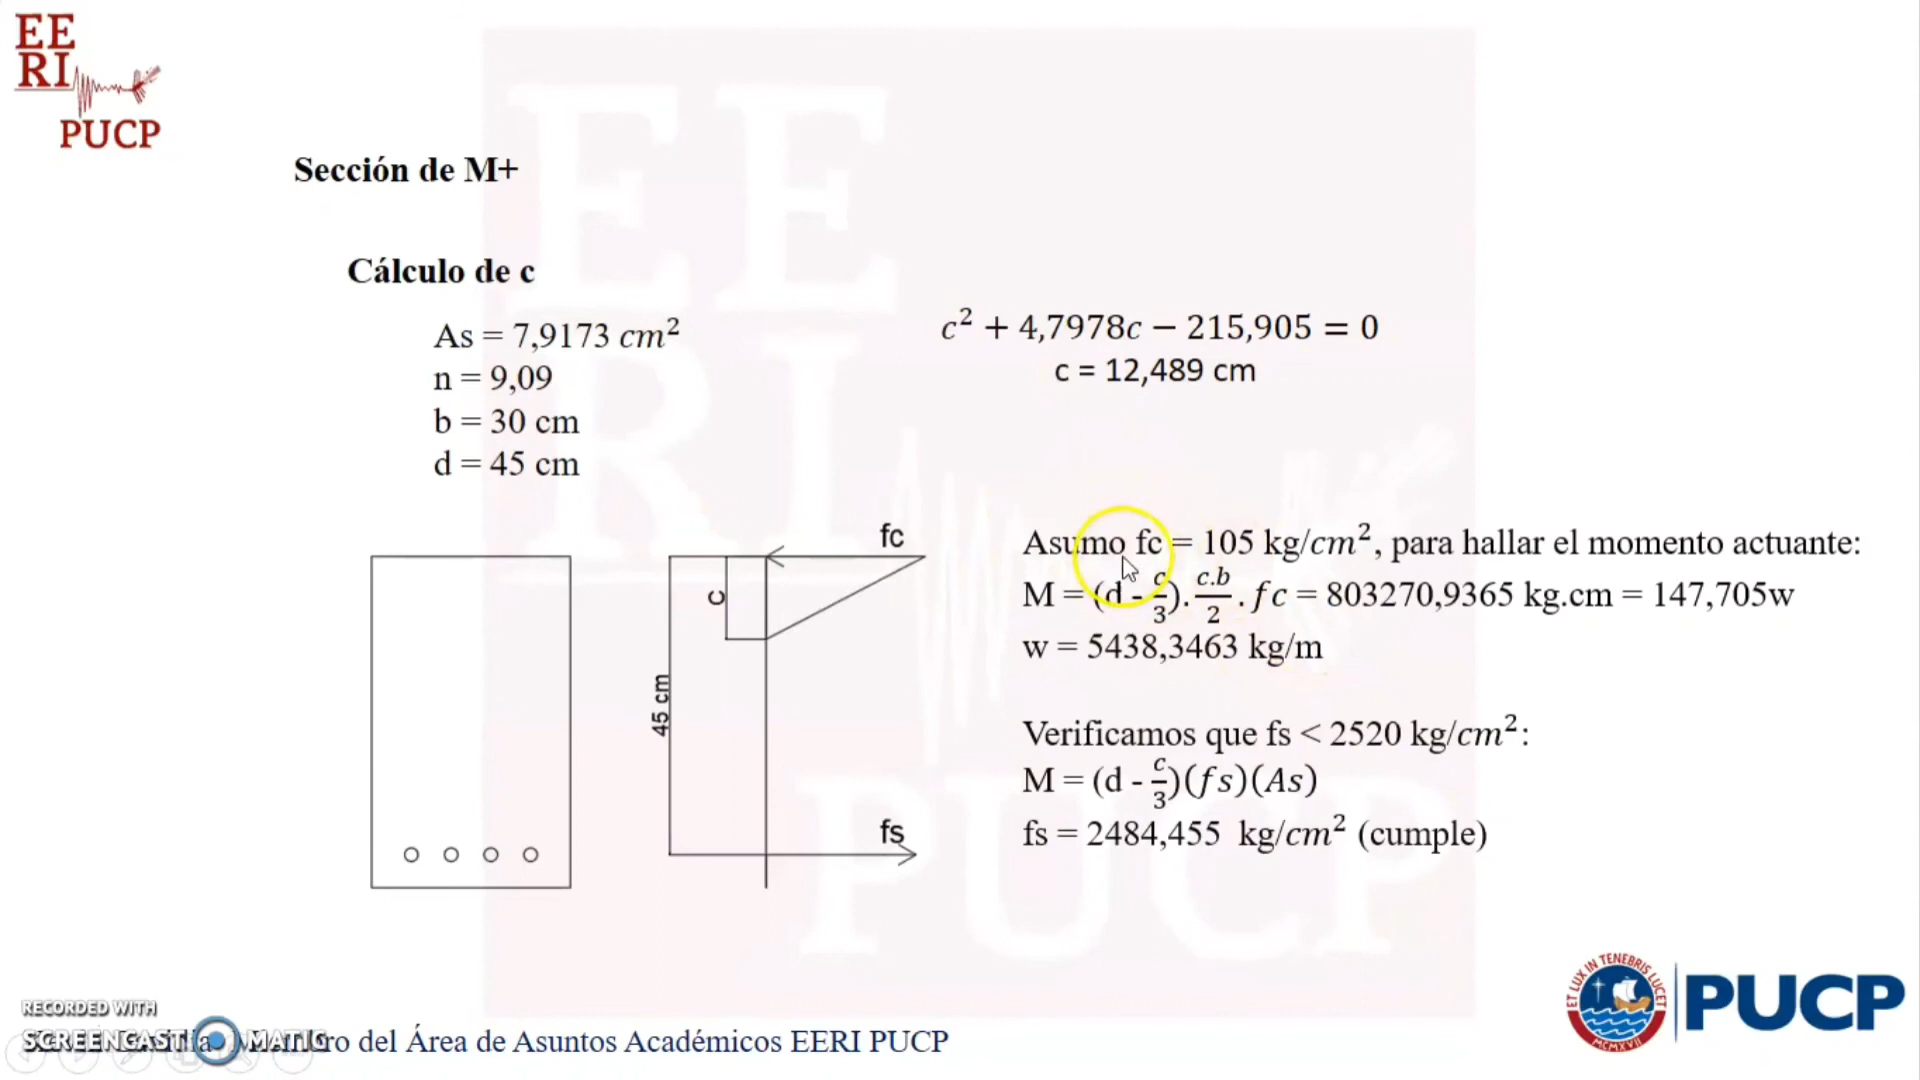 EE
RI
PUCP
Sección de M+
Cálculo de c
As = 7,9173 cm²
n = 9,09
b = 30 cm
d = 45 cm
c² + 4,7978c − 215,905 = 0
c = 12,489 cm
fc
c
45 cm
fs
Asumo fc = 105 kg/cm², para hallar el momento actuante:
M = (d - c/3).c.b/2.fc = 803270,9365 kg.cm = 147,705w
w = 5438,3463 kg/m
Verificamos que fs < 2520 kg/cm²:
M = (d - c/3)(fs)(As)
fs = 2484,455 kg/cm² (cumple)
EE
RI
PUCP
RECORDED WITH
SCREENCAST MATIC
del Área de Asuntos Académicos EERI PUCP
ET LUX IN TENEBRIS LUCET
MCMXVII
PUCP